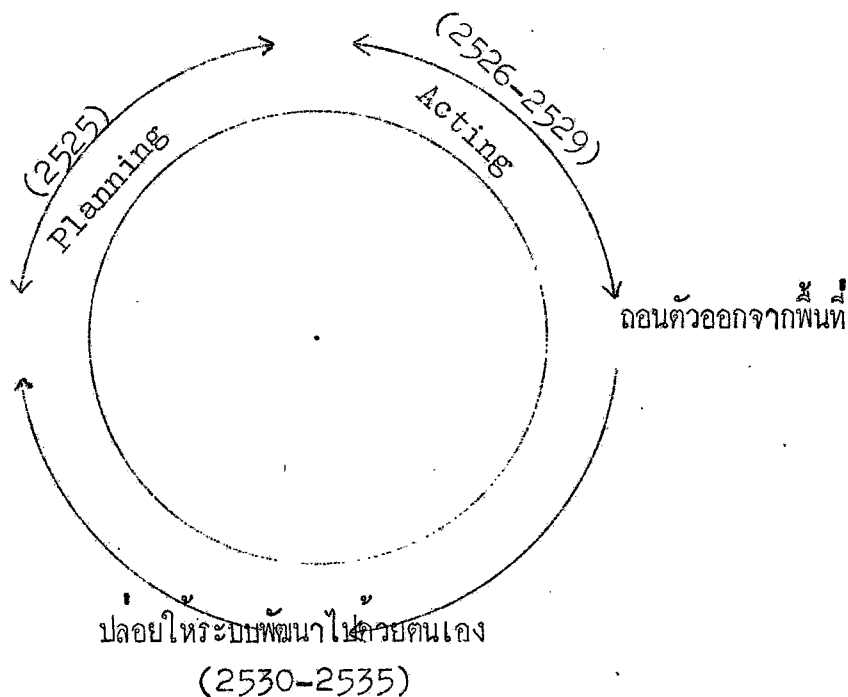 (2525)
Planning
(2526-2529)
Acting
ถอนตัวออกจากพื้นที่
ปล่อยให้ระบบพัฒนาไปด้วยตนเอง
(2530-2535)